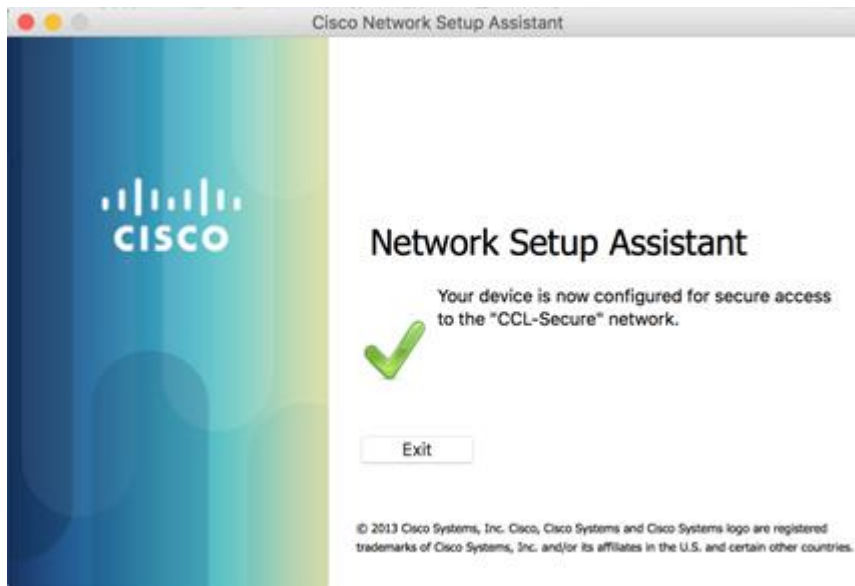 Cisco Network Setup Assistant
CISCO
Network Setup Assistant
Your device is now configured for secure access
to the "CCL-Secure" network.
Exit
© 2013 Cisco Systems, Inc. Cisco, Cisco Systems and Cisco Systems logo are registered
trademarks of Cisco Systems, Inc. and/or its affiliates in the U.S. and certain other countries.